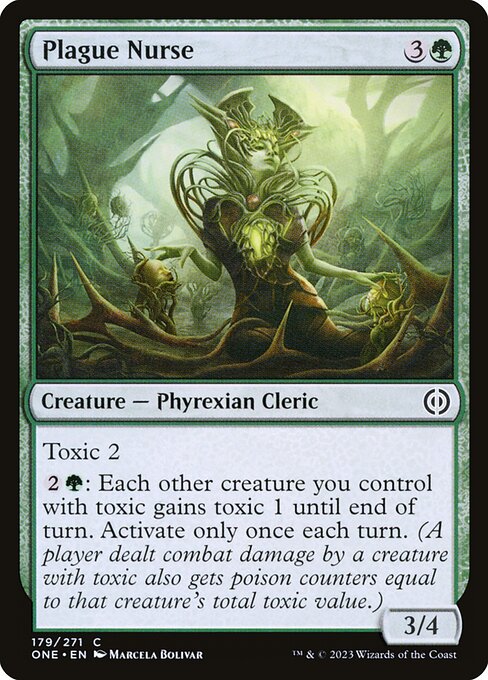 Plague Nurse 3
Creature — Phyrexian Cleric
Toxic 2
2: Each other creature you control
with toxic gains toxic 1 until end of
turn. Activate only once each turn. (A
player dealt combat damage by a creature
with toxic also gets poison counters equal
to that creature's total toxic value.)
3/4
179/271 C
ONE • EN Marcela Bolivar
™ & © 2023 Wizards of the Coast